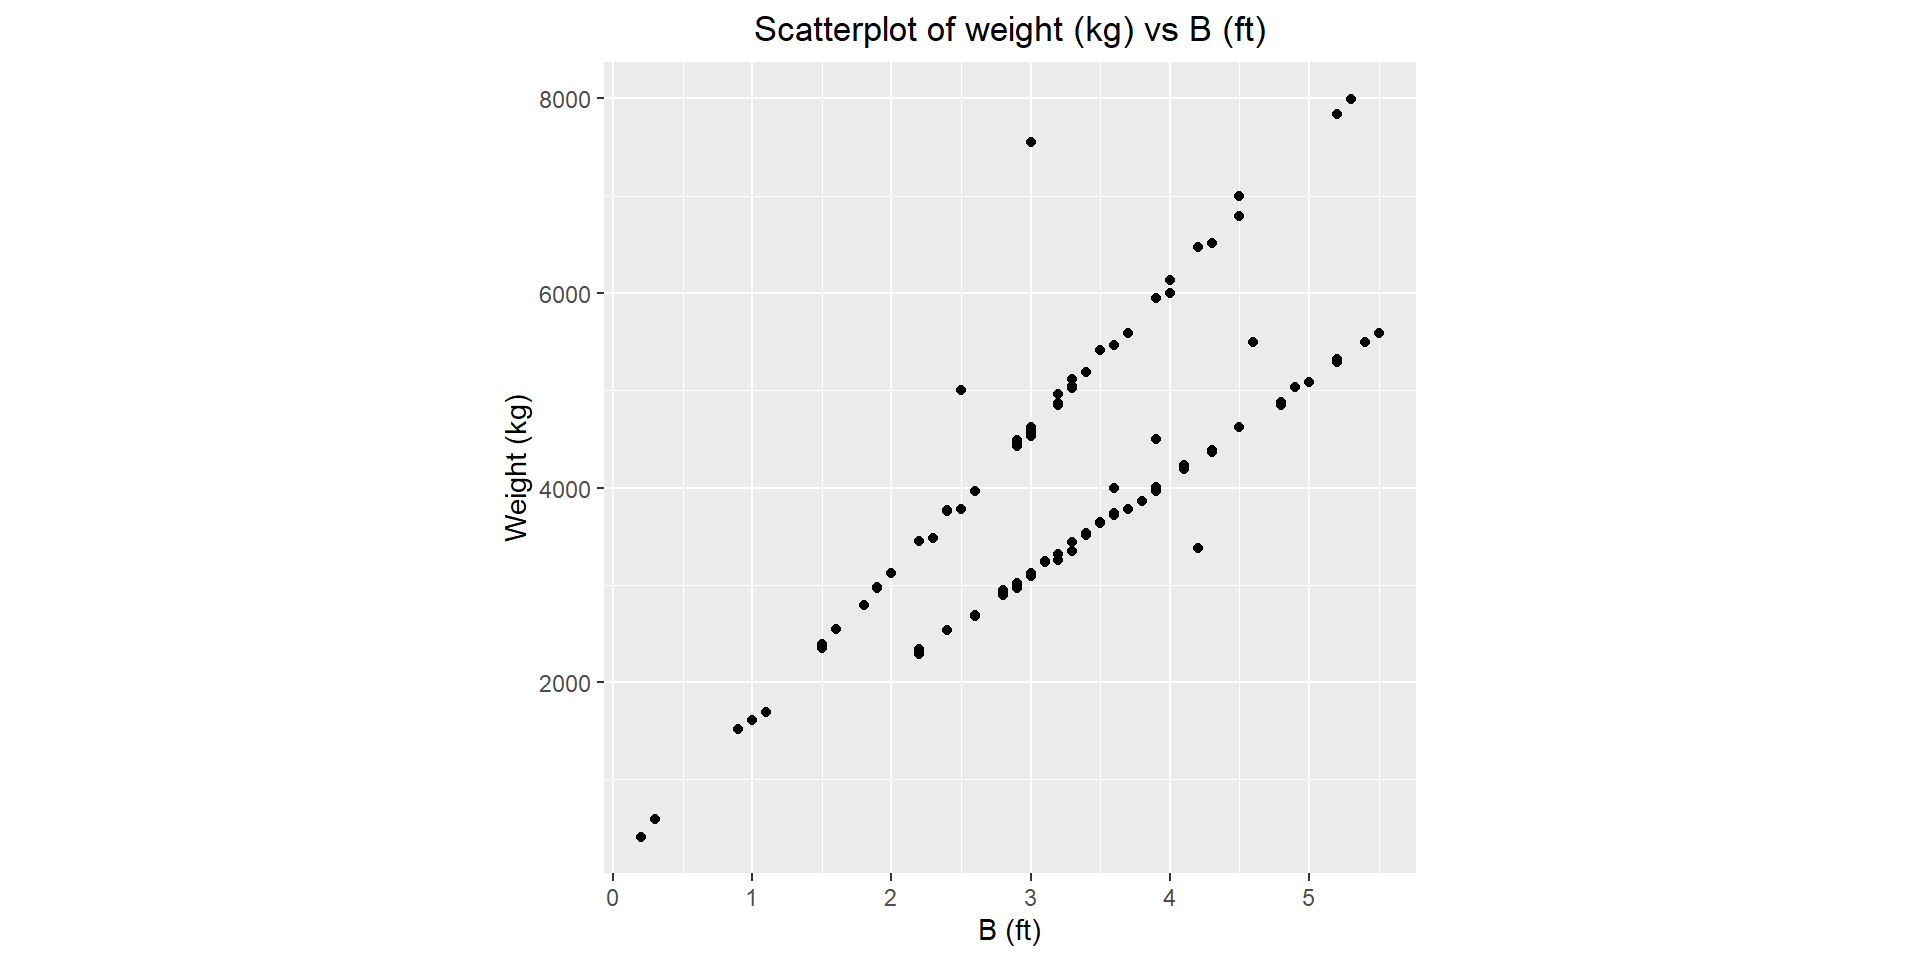 Scatterplot of weight (kg) vs B (ft)
8000
6000
4000
2000
Weight (kg)
0 1 2 3 4 5
B (ft)